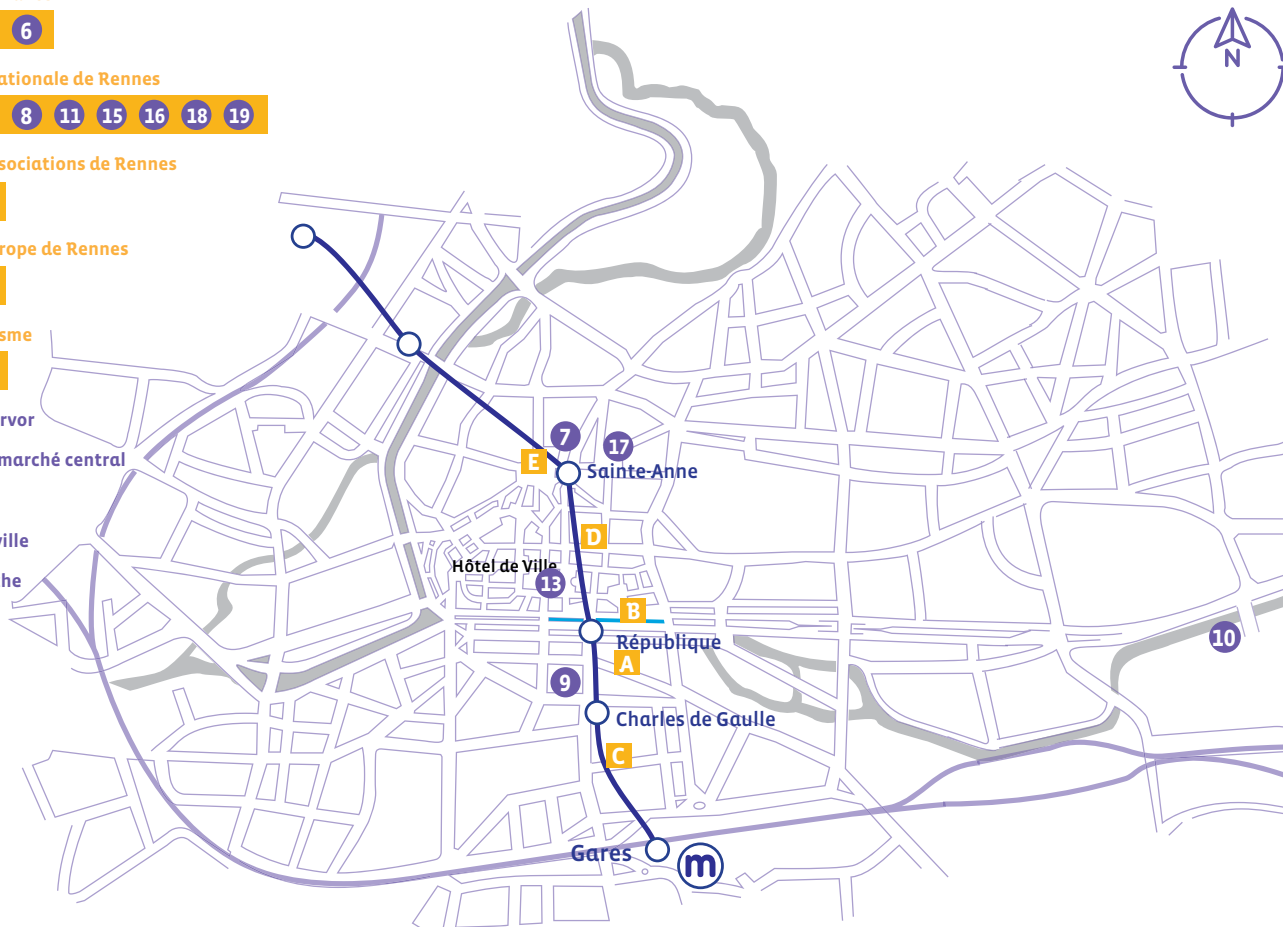 6
N
ationale de Rennes
8 11 15 16 18 19
sociations de Rennes
rope de Rennes
sme
rvor
marché central
ville
he
7
17
E
Sainte-Anne
D
Hôtel de Ville
13
B
République
A
10
9
Charles de Gaulle
C
Gares
m